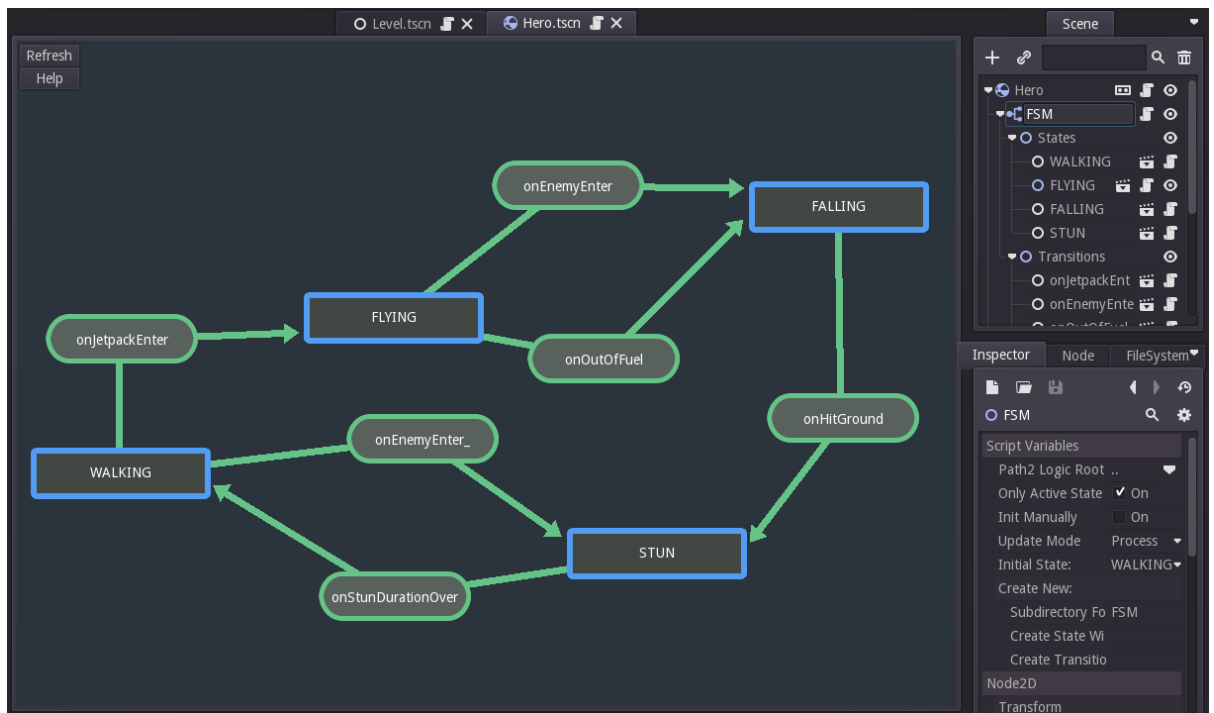 Level.tscn
Hero.tscn
Refresh
Help
onEnemyEnter
FALLING
FLYING
onJetpackEnter
onOutOfFuel
onHitGround
onEnemyEnter_
WALKING
STUN
onStunDurationOver
Scene
Hero
FSM
States
WALKING
FLYING
FALLING
STUN
Transitions
onJetpackEnt
onEnemyEnte
Inspector Node FileSystem
FSM
Script Variables
Path2 Logic Root ..
Only Active State On
Init Manually On
Update Mode Process
Initial State: WALKING
Create New:
Subdirectory Fo FSM
Create State Wi
Create Transitio
Node2D
Transform